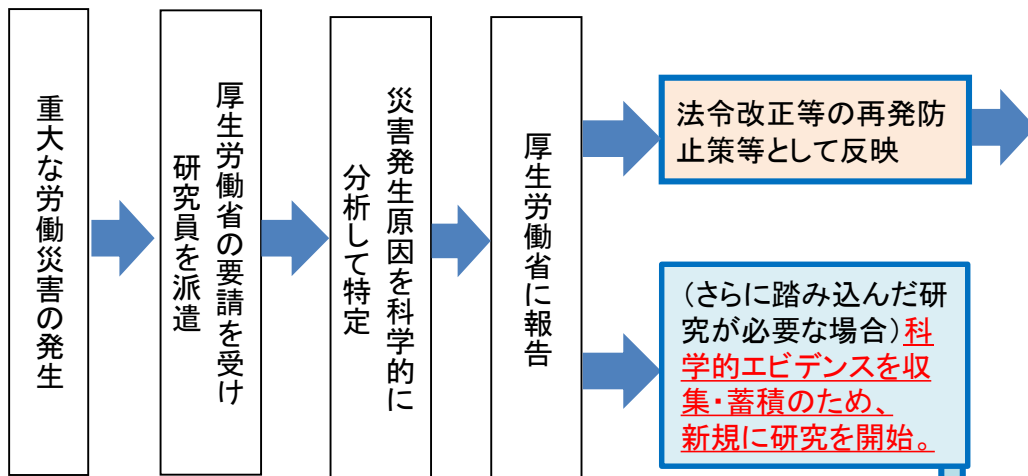 重大な労働災害の発生
厚生労働省の要請を受け
研究員を派遣
災害発生原因を科学的に
分析して特定
厚生労働省に報告
法令改正等の再発防
止策等として反映
（さらに踏み込んだ研
究が必要な場合）科
学的エビデンスを収
集・蓄積のため、
新規に研究を開始。